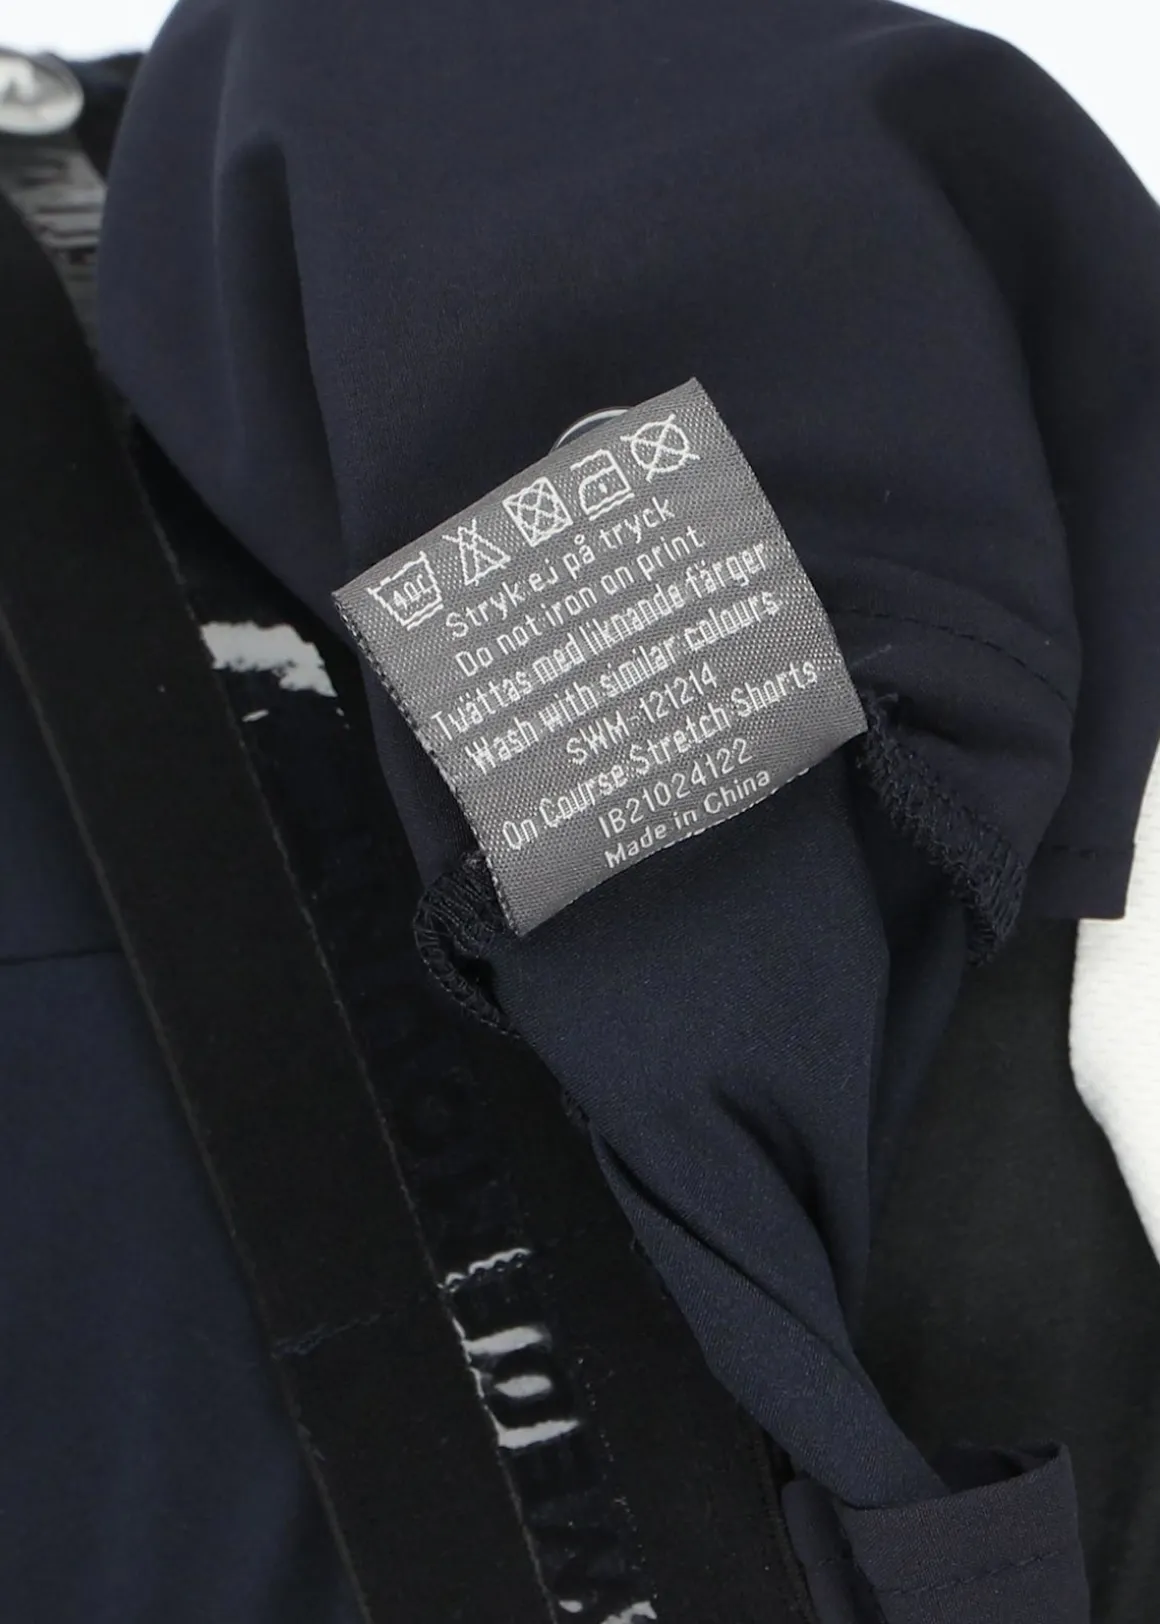 40C
Stryk ej på tryck
Do not iron on print
Tvättas med liknande färger
Wash with similar colours
SWM-121214
On Course Stretch Shorts
IB21024122
Made in China